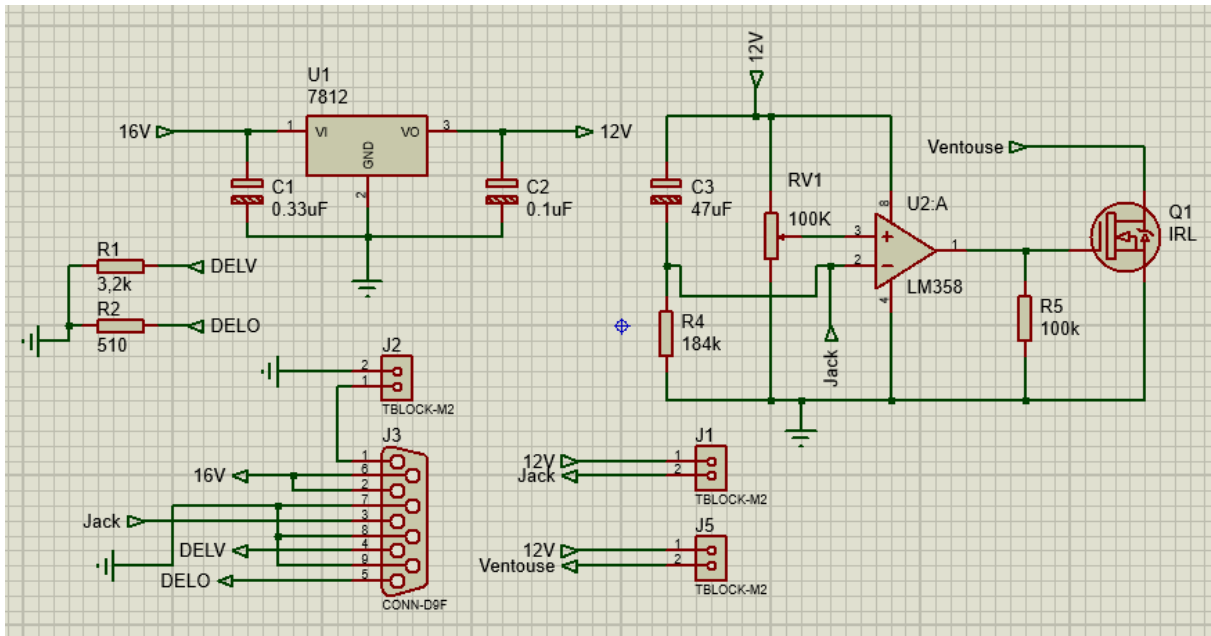 U1
7812
16V
1
VI
VO
3
12V
GND
2
C1
0.33uF
C2
0.1uF
R1
3,2k
DELV
R2
510
DELO
J2
2
1
TBLOCK-M2
J3
1
6
16V
2
7
Jack
3
8
DELV
4
9
DELO
5
CONN-D9F
12V
Ventouse
RV1
C3
47uF
100K
U2:A
8
3
1
2
4
LM358
Q1
IRL
R4
184k
Jack
R5
100k
J1
12V
1
Jack
2
TBLOCK-M2
J5
12V
1
Ventouse
2
TBLOCK-M2